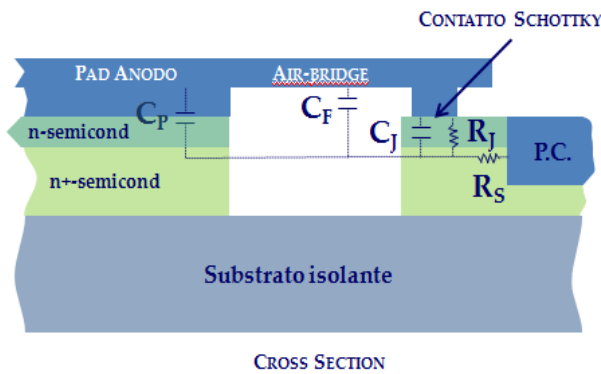 CONTATTO SCHOTTKY
PAD ANODO AIR-BRIDGE
CP CF CJ RJ
n-semicond P.C.
n+-semicond RS
Substrato isolante
CROSS SECTION